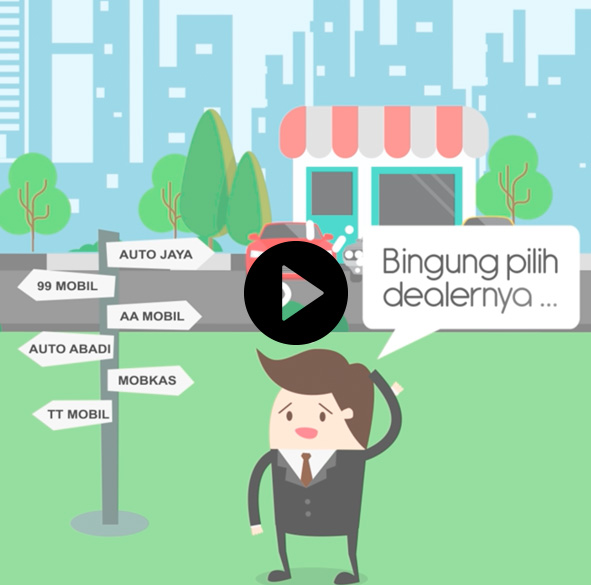 AUTO JAYA
99 MOBIL
AA MOBIL
AUTO ABADI
MOBKAS
TT MOBIL
Bingung pilih
dealernya ...